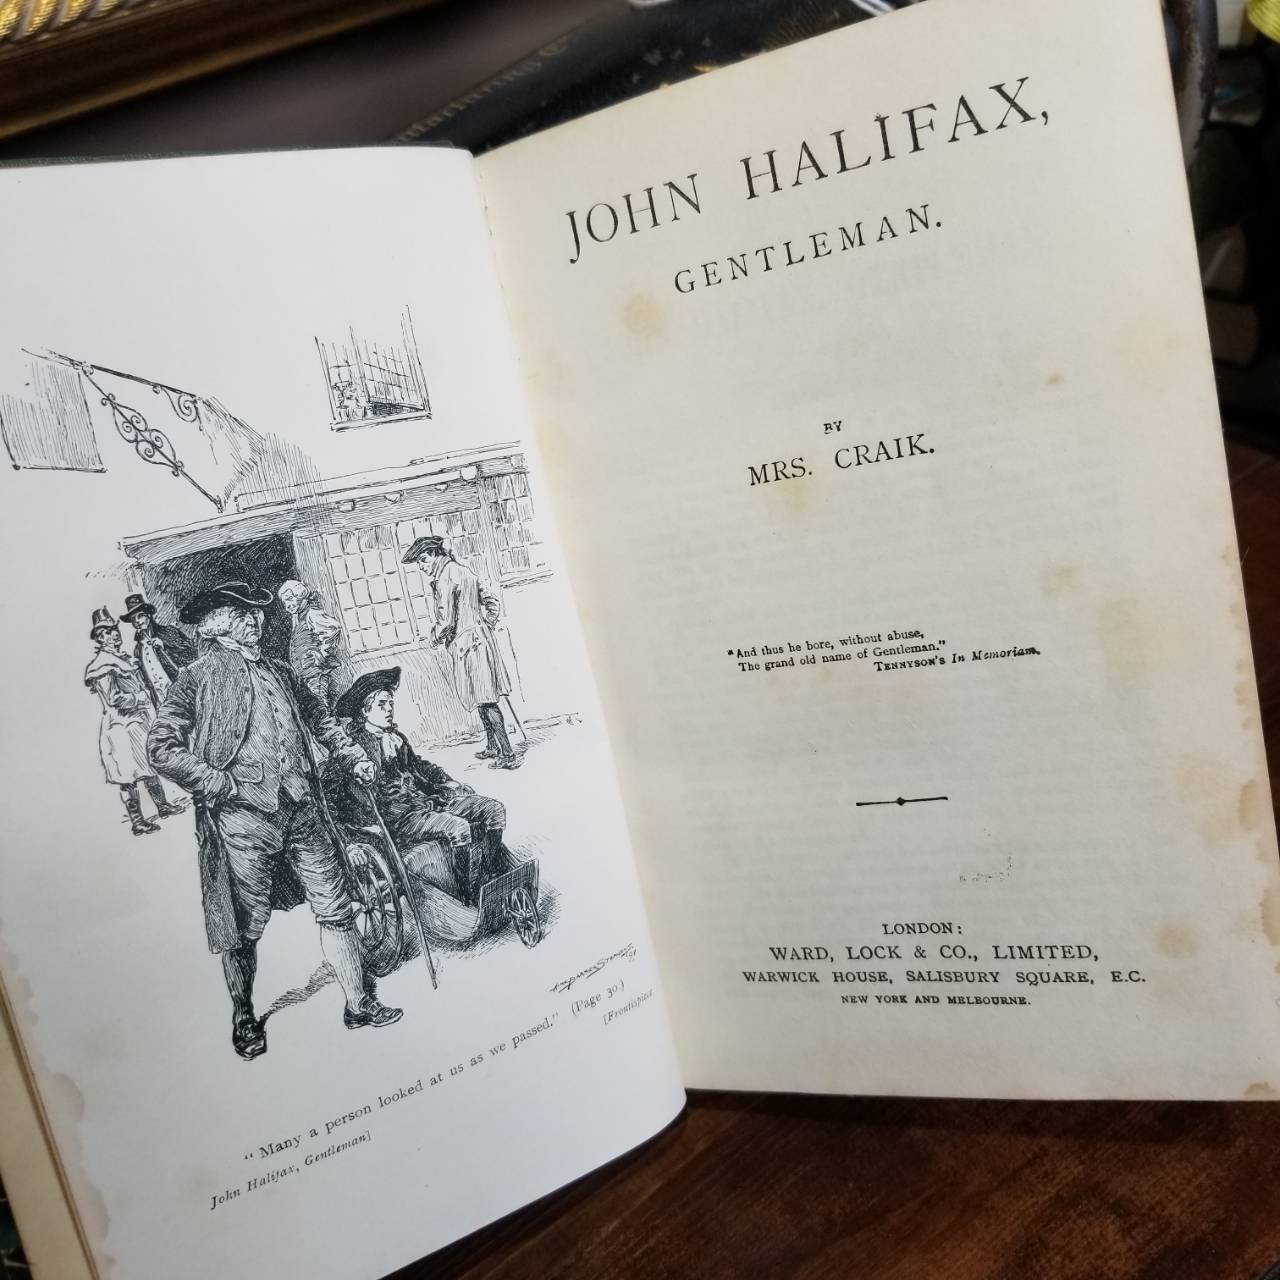 "Many a person looked at us as we passed." (Page 30.)
John Halifax, Gentleman]
[Frontispiece
JOHN HALIFAX,
GENTLEMAN.
BY
MRS. CRAIK.
"And thus he bore, without abuse,
The grand old name of Gentleman."
TENNYSON'S In Memoriam.
LONDON:
WARD, LOCK & CO., LIMITED,
WARWICK HOUSE, SALISBURY SQUARE, E.C.
NEW YORK AND MELBOURNE.